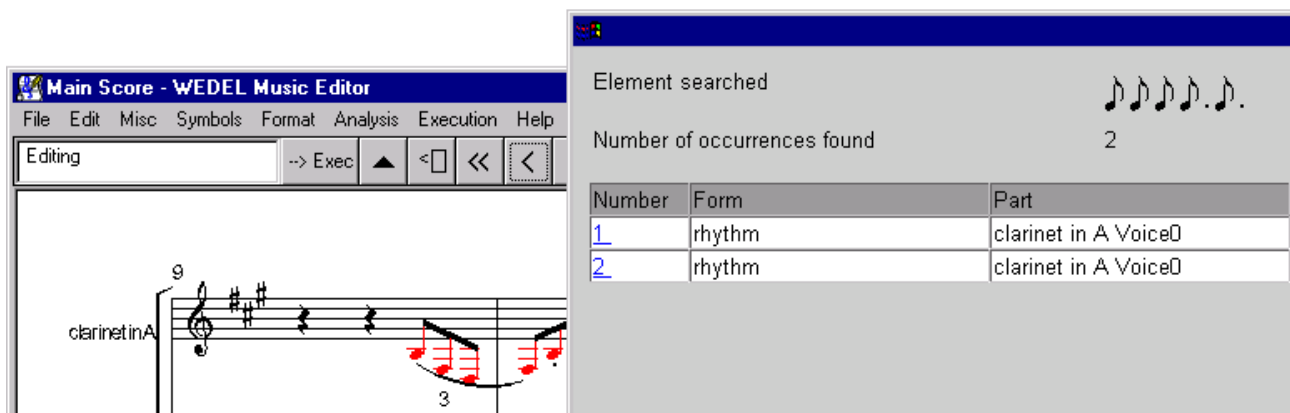 Main Score - WEDEL Music Editor
File Edit Misc Symbols Format Analysis Execution Help
Editing
--> Exec
9
clarinetinA
3
Element searched
Number of occurrences found 2
Number Form Part
1 rhythm clarinet in A Voice0
2 rhythm clarinet in A Voice0